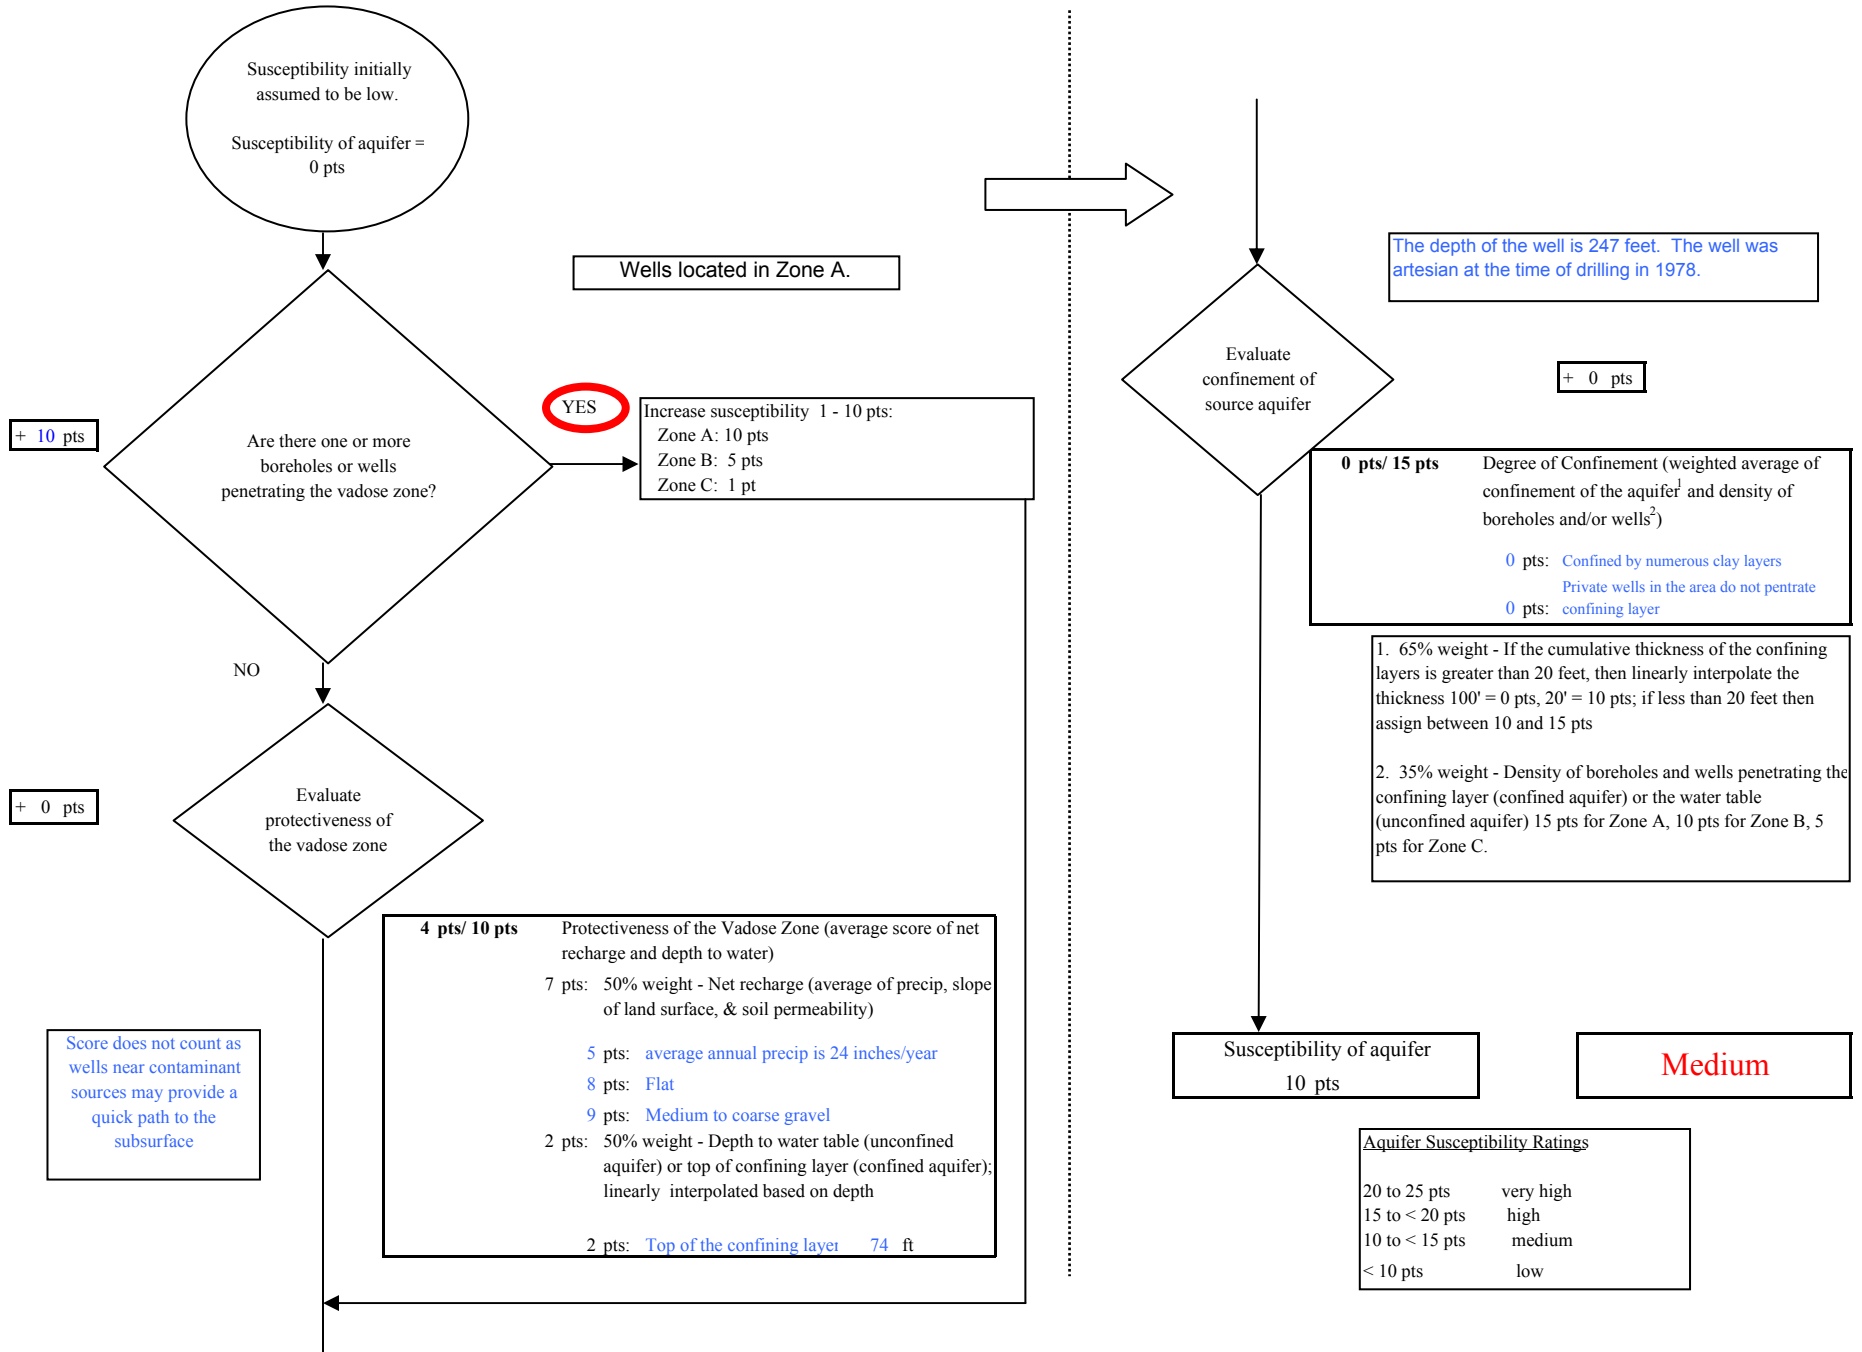 Susceptibility initially
assumed to be low.
Susceptibility of aquifer =
0 pts
Wells located in Zone A.
+ 10 pts
Are there one or more
boreholes or wells
penetrating the vadose zone?
YES
Increase susceptibility 1 - 10 pts:
Zone A: 10 pts
Zone B: 5 pts
Zone C: 1 pt
NO
+ 0 pts
Evaluate
protectiveness of
the vadose zone
4 pts/ 10 pts Protectiveness of the Vadose Zone (average score of net
recharge and depth to water)
7 pts: 50% weight - Net recharge (average of precip, slope
of land surface, & soil permeability)
5 pts: average annual precip is 24 inches/year
8 pts: Flat
9 pts: Medium to coarse gravel
2 pts: 50% weight - Depth to water table (unconfined
aquifer) or top of confining layer (confined aquifer);
linearly interpolated based on depth
2 pts: Top of the confining layer 74 ft
Score does not count as
wells near contaminant
sources may provide a
quick path to the
subsurface
The depth of the well is 247 feet. The well was
artesian at the time of drilling in 1978.
Evaluate
confinement of
source aquifer
+ 0 pts
0 pts/ 15 pts Degree of Confinement (weighted average of
confinement of the aquifer1 and density of
boreholes and/or wells2)
0 pts: Confined by numerous clay layers
Private wells in the area do not pentrate
0 pts: confining layer
1. 65% weight - If the cumulative thickness of the confining
layers is greater than 20 feet, then linearly interpolate the
thickness 100' = 0 pts, 20' = 10 pts; if less than 20 feet then
assign between 10 and 15 pts
2. 35% weight - Density of boreholes and wells penetrating the
confining layer (confined aquifer) or the water table
(unconfined aquifer) 15 pts for Zone A, 10 pts for Zone B, 5
pts for Zone C.
Susceptibility of aquifer
10 pts
Medium
Aquifer Susceptibility Ratings
20 to 25 pts very high
15 to < 20 pts high
10 to < 15 pts medium
< 10 pts low